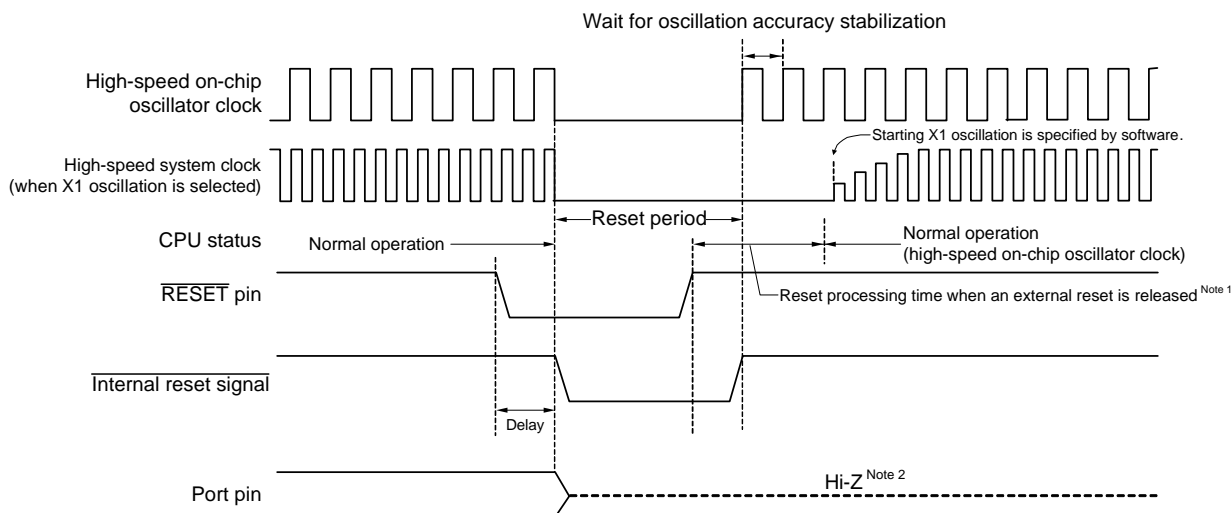 Wait for oscillation accuracy stabilization
High-speed on-chip
oscillator clock
Starting X1 oscillation is specified by software.
High-speed system clock
(when X1 oscillation is selected)
Reset period
CPU status
Normal operation
Normal operation
(high-speed on-chip oscillator clock)
RESET pin
Reset processing time when an external reset is released Note 1
Internal reset signal
Delay
Port pin
Hi-Z Note 2